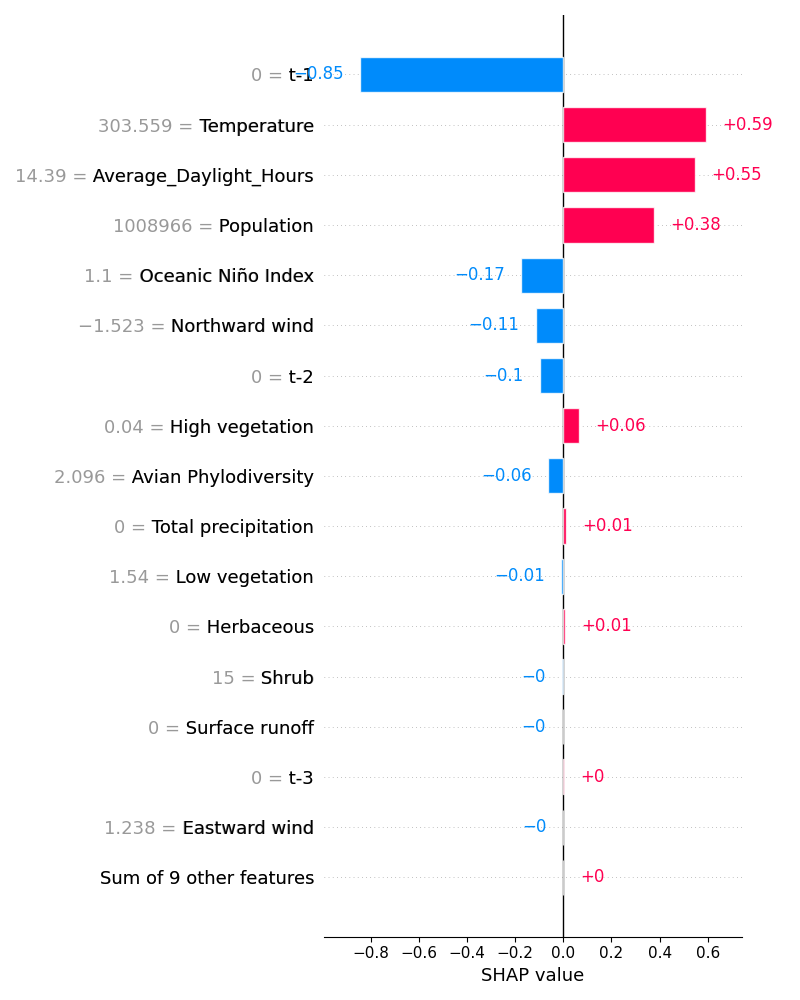 0 = t-1 −0.85
303.559 = Temperature +0.59
14.39 = Average_Daylight_Hours +0.55
1008966 = Population +0.38
1.1 = Oceanic Niño Index −0.17
−1.523 = Northward wind −0.11
0 = t-2 −0.1
0.04 = High vegetation +0.06
2.096 = Avian Phylodiversity −0.06
0 = Total precipitation +0.01
1.54 = Low vegetation −0.01
0 = Herbaceous +0.01
15 = Shrub −0
0 = Surface runoff −0
0 = t-3 +0
1.238 = Eastward wind −0
Sum of 9 other features +0
−0.8 −0.6 −0.4 −0.2 0.0 0.2 0.4 0.6
SHAP value